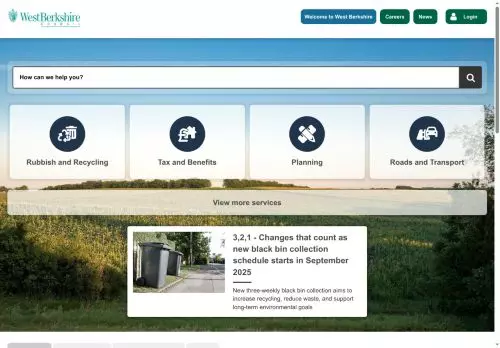 WestBerkshire
COUNCIL
Welcome to West Berkshire
Careers
News
Login
How can we help you?
Rubbish and Recycling
Tax and Benefits
Planning
Roads and Transport
View more services
3,2,1 - Changes that count as
new black bin collection
schedule starts in September
2025
New three-weekly black bin collection aims to
increase recycling, reduce waste, and support
long-term environmental goals